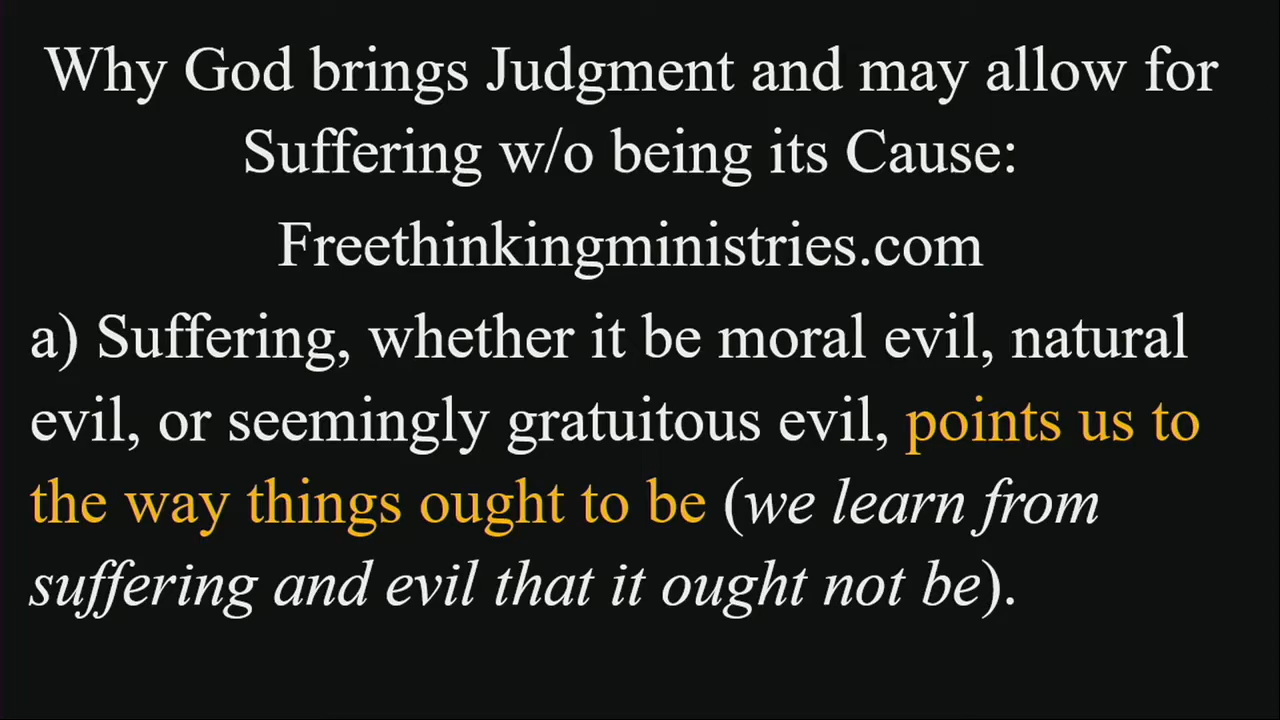 Why God brings Judgment and may allow for
Suffering w/o being its Cause:
Freethinkingministries.com
a) Suffering, whether it be moral evil, natural
evil, or seemingly gratuitous evil, points us to
the way things ought to be (we learn from
suffering and evil that it ought not be).